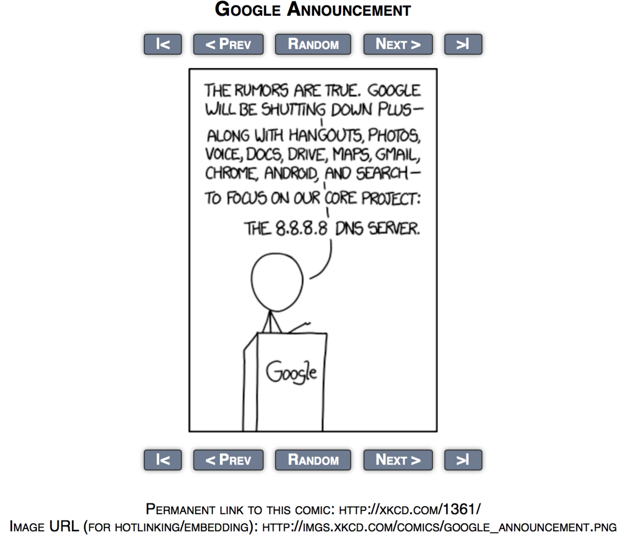 Google Announcement
|<
< Prev
Random
Next >
>|
THE RUMORS ARE TRUE. GOOGLE
WILL BE SHUTTING DOWN PLUS—
ALONG WITH HANGOUTS, PHOTOS,
VOICE, DOCS, DRIVE, MAPS, GMAIL,
CHROME, ANDROID, AND SEARCH—
TO FOCUS ON OUR CORE PROJECT:
THE 8.8.8.8 DNS SERVER.
Google
|<
< Prev
Random
Next >
>|
Permanent link to this comic: http://xkcd.com/1361/
Image URL (for hotlinking/embedding): http://imgs.xkcd.com/comics/google_announcement.png